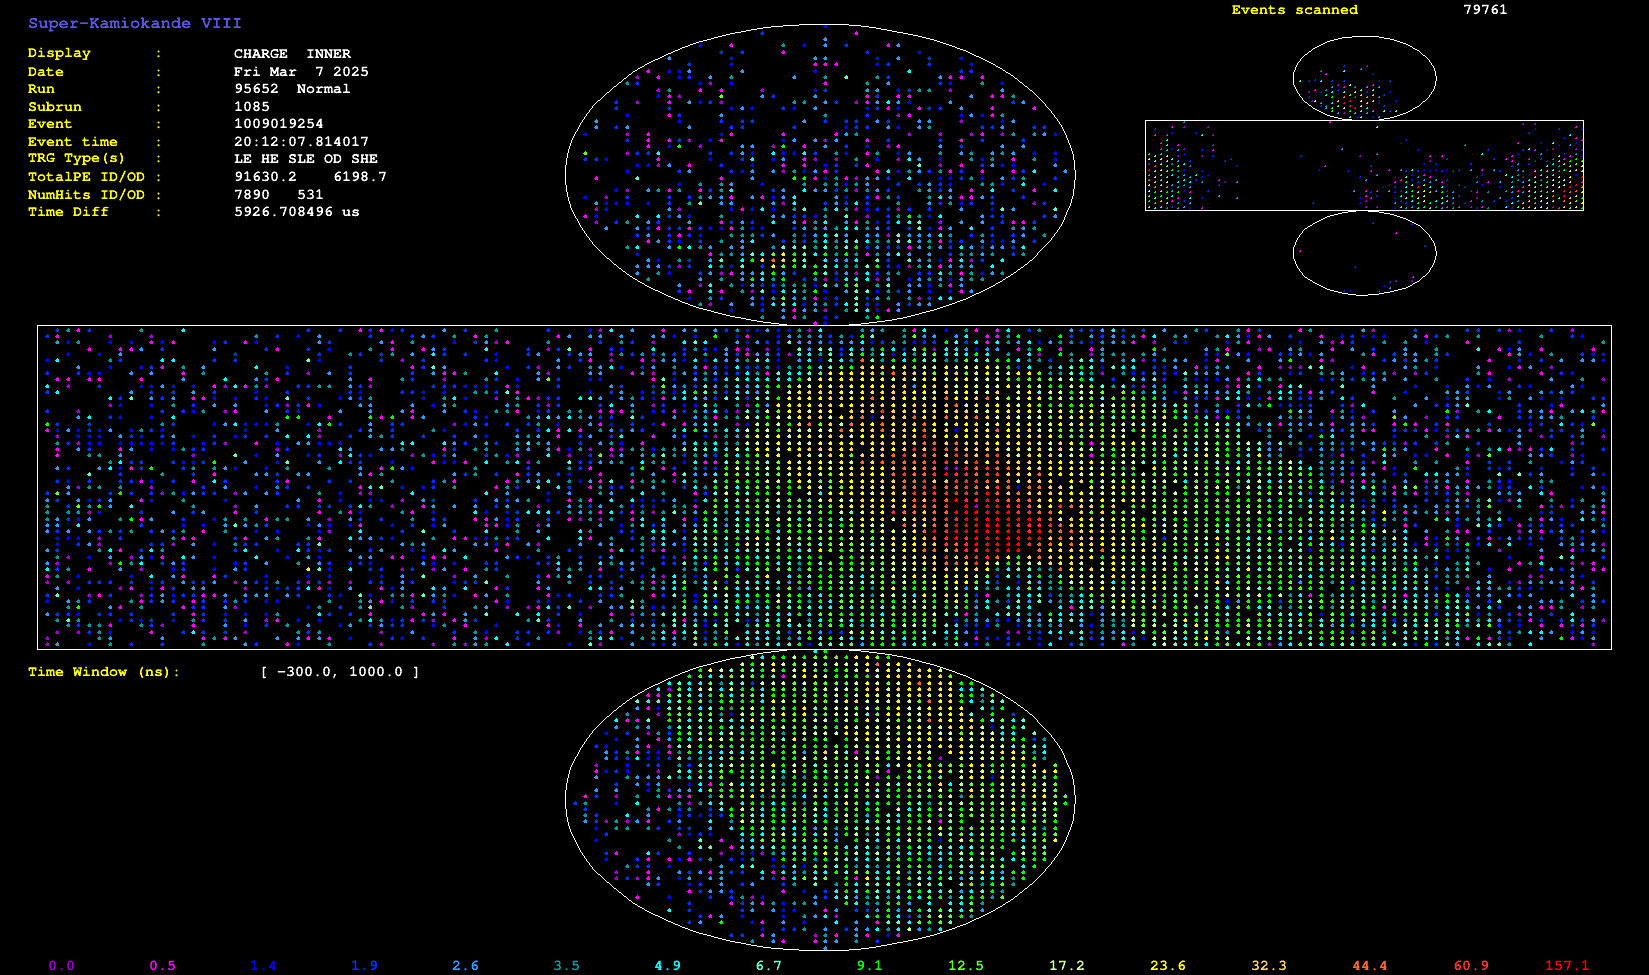 Super-Kamiokande VIII
Events scanned 79761
Display : CHARGE INNER
Date : Fri Mar 7 2025
Run : 95652 Normal
Subrun : 1085
Event : 1009019254
Event time : 20:12:07.814017
TRG Type(s) : LE HE SLE OD SHE
TotalPE ID/OD : 91630.2 6198.7
NumHits ID/OD : 7890 531
Time Diff : 5926.708496 us
Time Window (ns): [ -300.0, 1000.0 ]
0.0 0.5 1.4 1.9 2.6 3.5 4.9 6.7 9.1 12.5 17.2 23.6 32.3 44.4 60.9 157.1